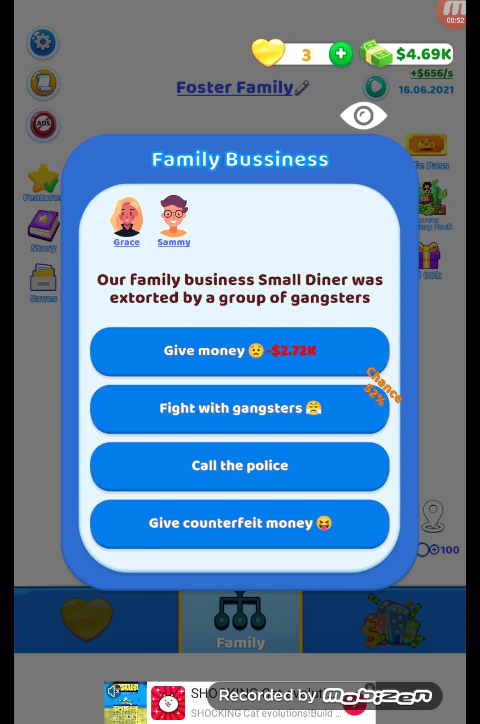 00:52
3
$4.69K
+$656/s
16.06.2021
Foster Family
ADS
Family Bussiness
Features
Story
Saves
Grace
Sammy
Our family business Small Diner was
extorted by a group of gangsters
Give money 😟 -$2.72K
Chance
52%
Fight with gangsters 😤
Call the police
Give counterfeit money 😝
+100
Family
Recorded by Mobizen
SHOCKING Cat evolutions!Build ...